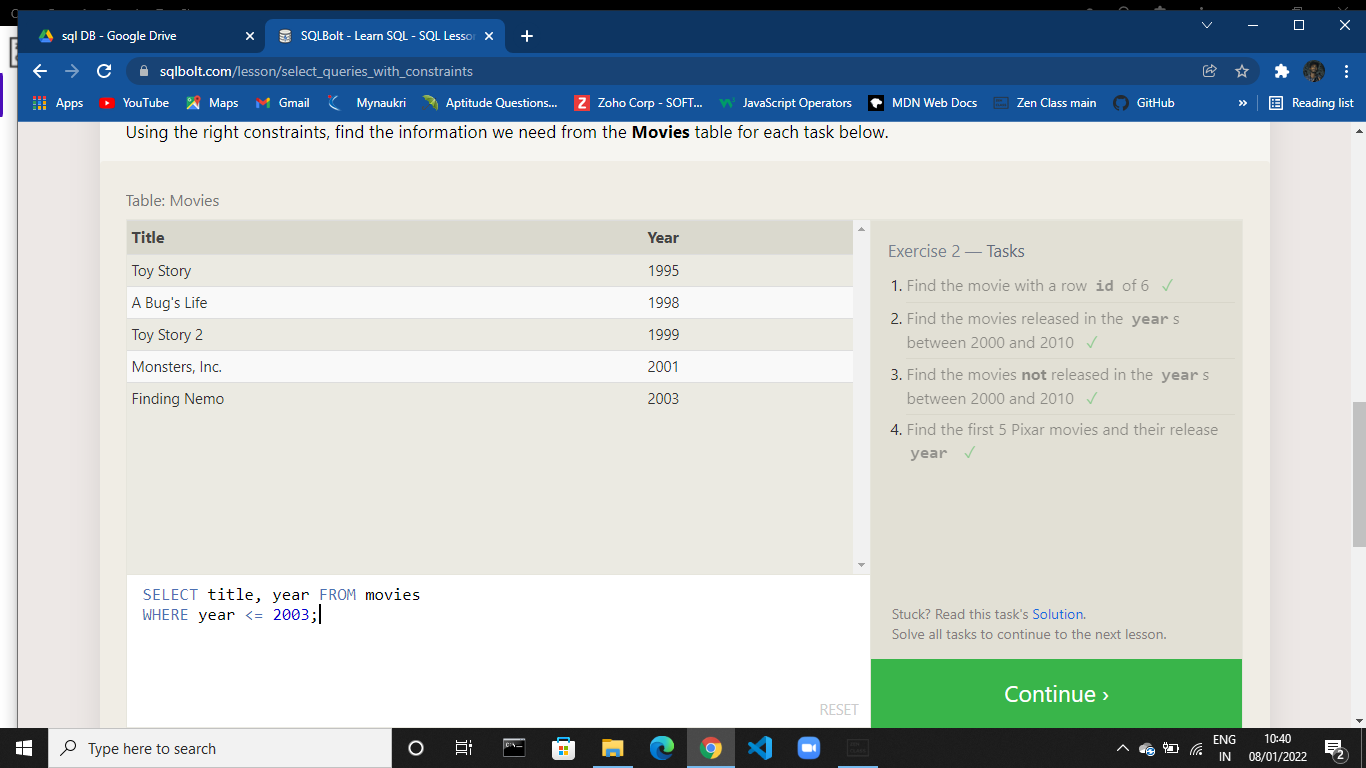 sql DB - Google Drive
SQLBolt - Learn SQL - SQL Lesson
sqlbolt.com/lesson/select_queries_with_constraints
Apps YouTube Maps Gmail Mynaukri Aptitude Questions... Zoho Corp - SOFT... JavaScript Operators MDN Web Docs Zen Class main GitHub » Reading list
Using the right constraints, find the information we need from the Movies table for each task below.
Table: Movies
Title Year
Toy Story 1995
A Bug's Life 1998
Toy Story 2 1999
Monsters, Inc. 2001
Finding Nemo 2003
SELECT title, year FROM movies
WHERE year <= 2003;
RESET
Exercise 2 — Tasks
1. Find the movie with a row id of 6 ✓
2. Find the movies released in the year s
between 2000 and 2010 ✓
3. Find the movies not released in the year s
between 2000 and 2010 ✓
4. Find the first 5 Pixar movies and their release
year ✓
Stuck? Read this task's Solution.
Solve all tasks to continue to the next lesson.
Continue ›
Type here to search
ENG
IN
10:40
08/01/2022
2